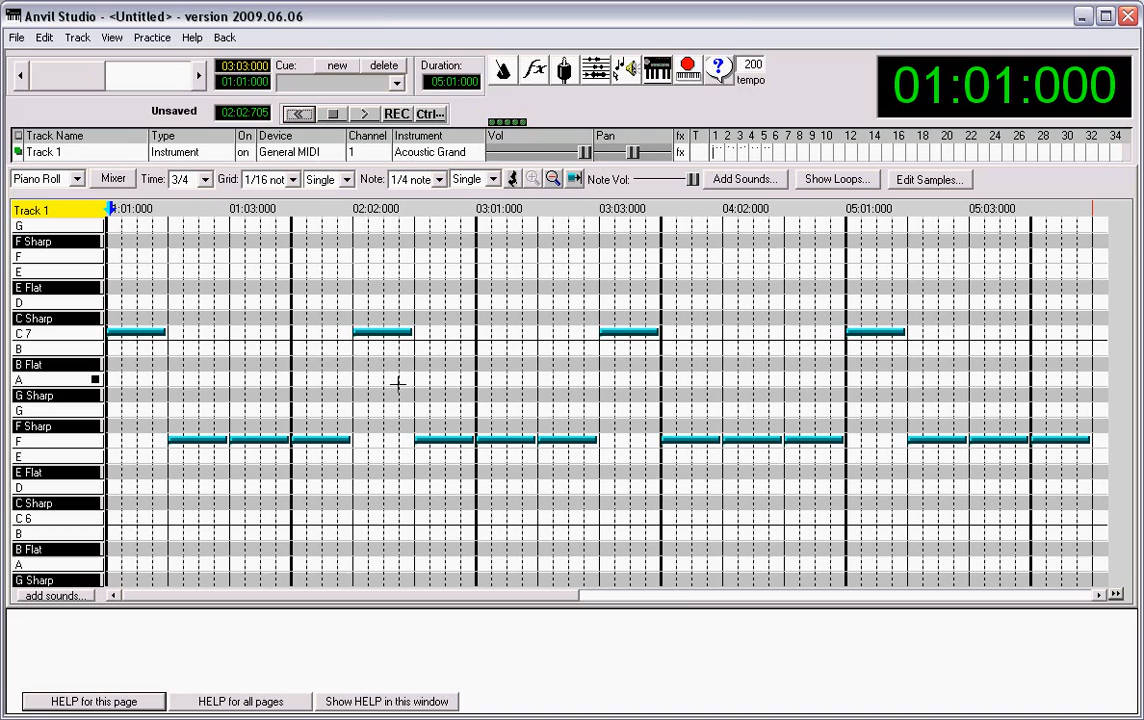 Anvil Studio - <Untitled> - version 2009.06.06
File Edit Track View Practice Help Back
03:03:000 Cue: new delete Duration: 200
01:01:000 05:01:000 tempo
01:01:000
Unsaved 02:02:705 << > REC Ctrl...
Track Name Type On Device Channel Instrument Vol Pan fx T 1 2 3 4 5 6 7 8 9 10 12 14 16 18 20 22 24 26 28 30 32 34
Track 1 Instrument on General MIDI 1 Acoustic Grand fx
Piano Roll Mixer Time: 3/4 Grid: 1/16 not Single Note: 1/4 note Single Note Vol: Add Sounds... Show Loops... Edit Samples...
Track 1 :01:000 01:03:000 02:02:000 03:01:000 03:03:000 04:02:000 05:01:000 05:03:000
G
F Sharp
F
E
E Flat
D
C Sharp
C 7
B
B Flat
A
G Sharp
G
F Sharp
F
E
E Flat
D
C Sharp
C 6
B
B Flat
A
G Sharp
add sounds...
HELP for this page HELP for all pages Show HELP in this window